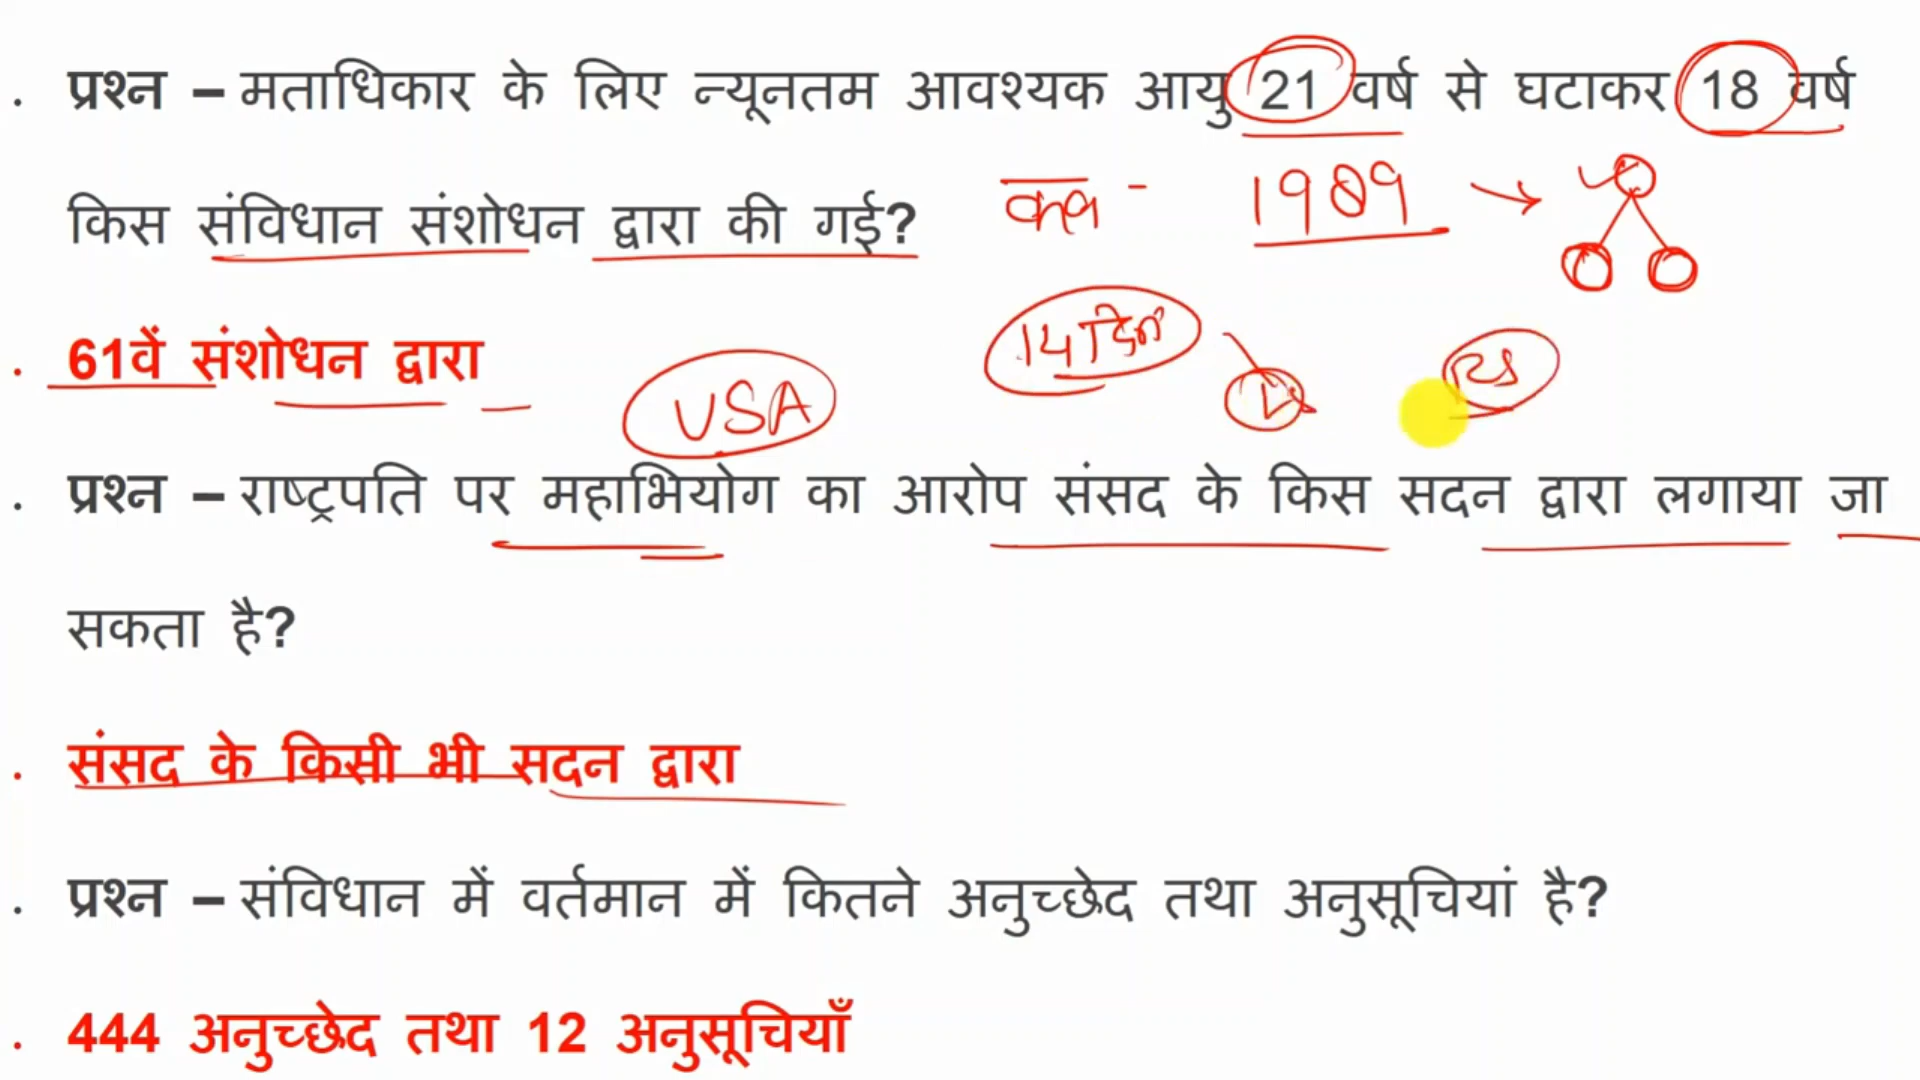 . प्रश्न – मताधिकार के लिए न्यूनतम आवश्यक आयु 21 वर्ष से घटाकर 18 वर्ष
किस संविधान संशोधन द्वारा की गई? कब - 1989
. 61वें संशोधन द्वारा
14 दिन
USA
. प्रश्न – राष्ट्रपति पर महाभियोग का आरोप संसद के किस सदन द्वारा लगाया जा
सकता है?
. संसद के किसी भी सदन द्वारा
. प्रश्न – संविधान में वर्तमान में कितने अनुच्छेद तथा अनुसूचियां है?
. 444 अनुच्छेद तथा 12 अनुसूचियाँ